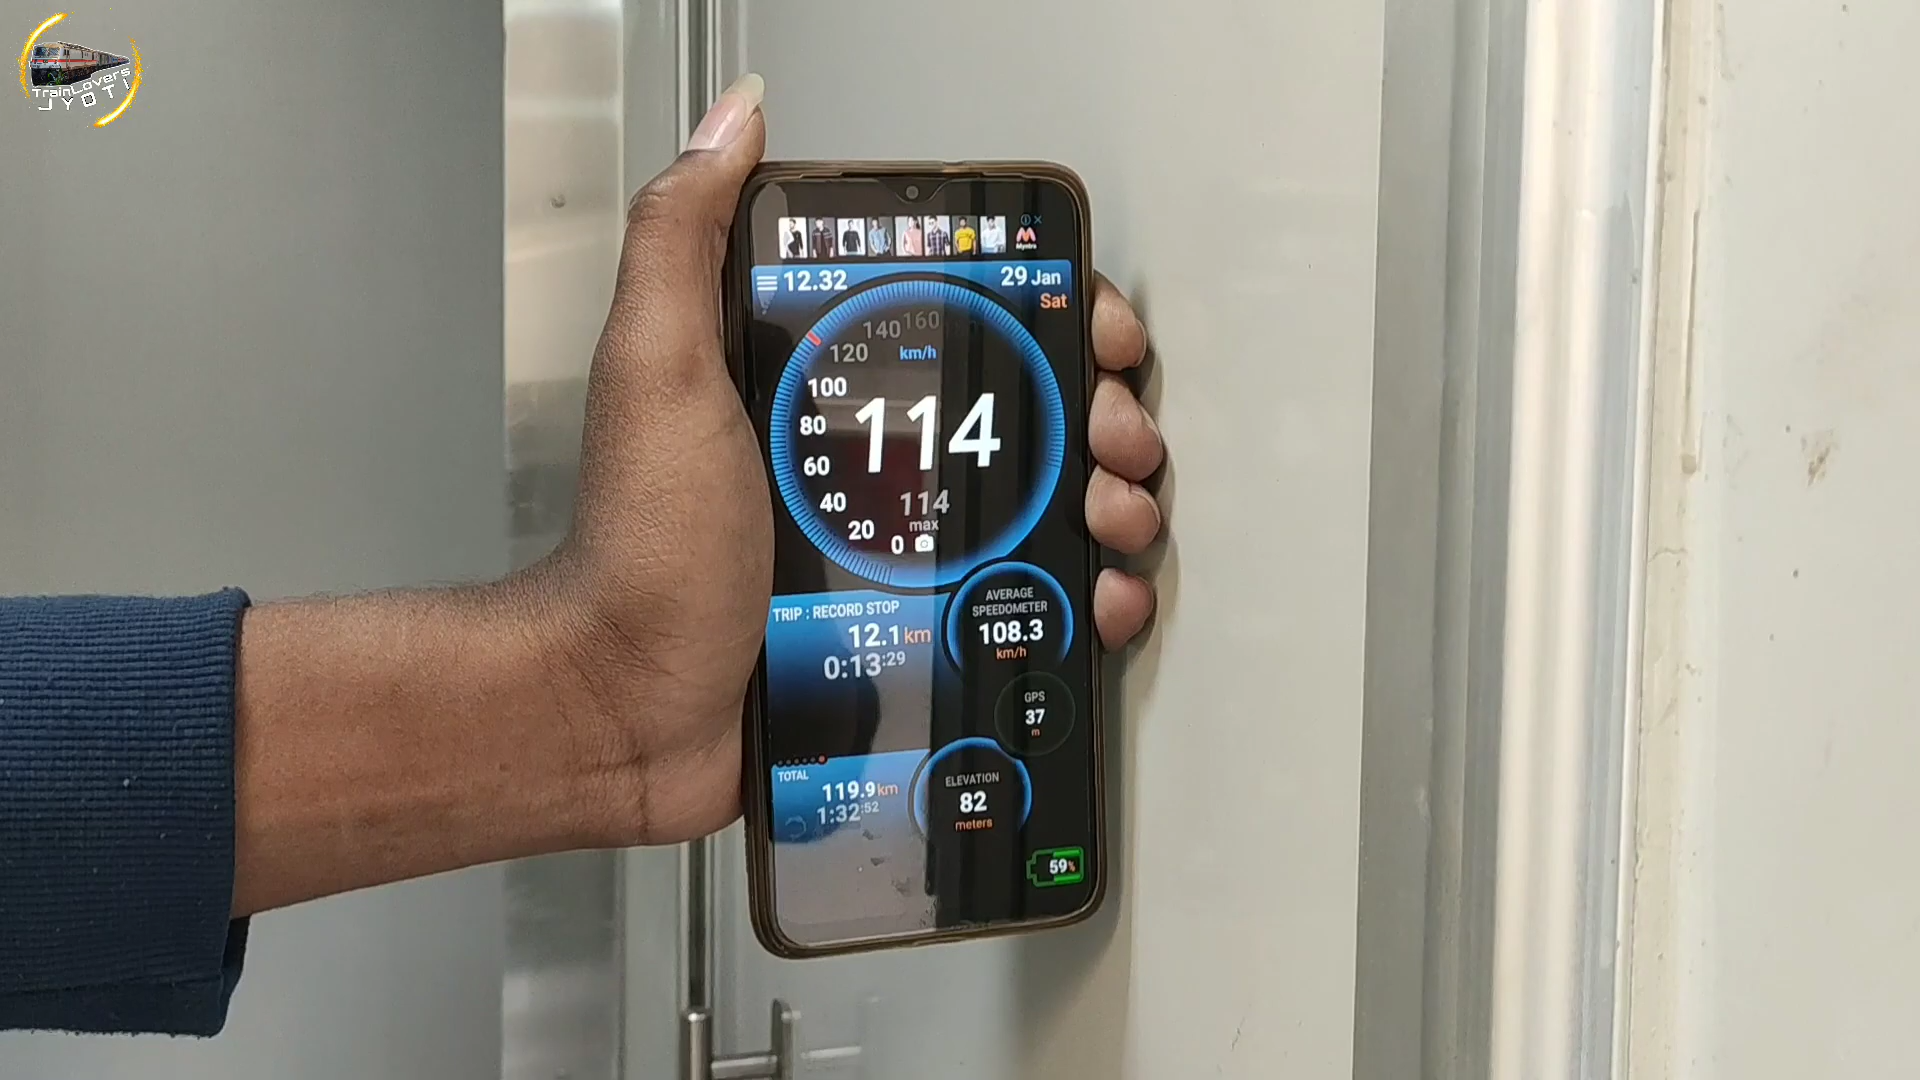 TrainLovers
JYOTI
Myntra
12.32
29 Jan
Sat
160
140
120
km/h
100
80
114
60
40
114
max
20
0
TRIP : RECORD STOP
12.1 km
0:13:29
AVERAGE
SPEEDOMETER
108.3
km/h
GPS
37
m
TOTAL
119.9 km
1:32:52
ELEVATION
82
meters
59%